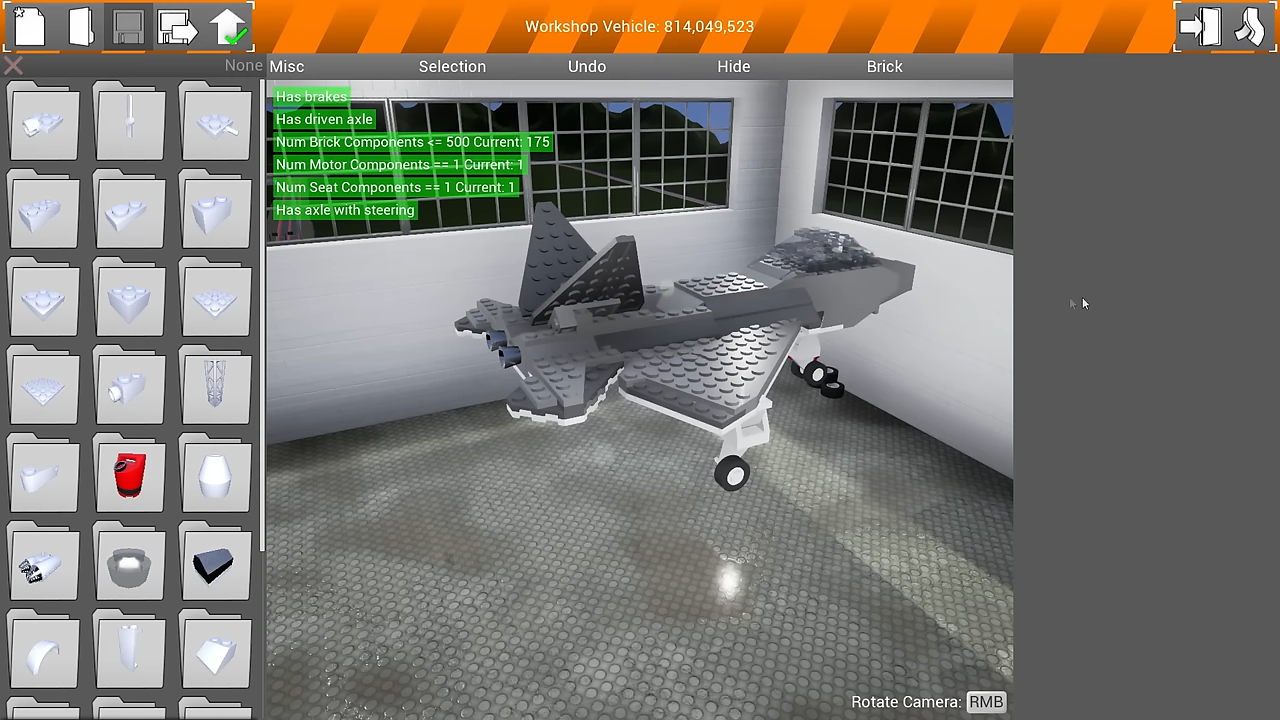 Workshop Vehicle: 814,049,523
None
Misc
Selection
Undo
Hide
Brick
Has brakes
Has driven axle
Num Brick Components <= 500 Current: 175
Num Motor Components == 1 Current: 1
Num Seat Components == 1 Current: 1
Has axle with steering
Rotate Camera: RMB